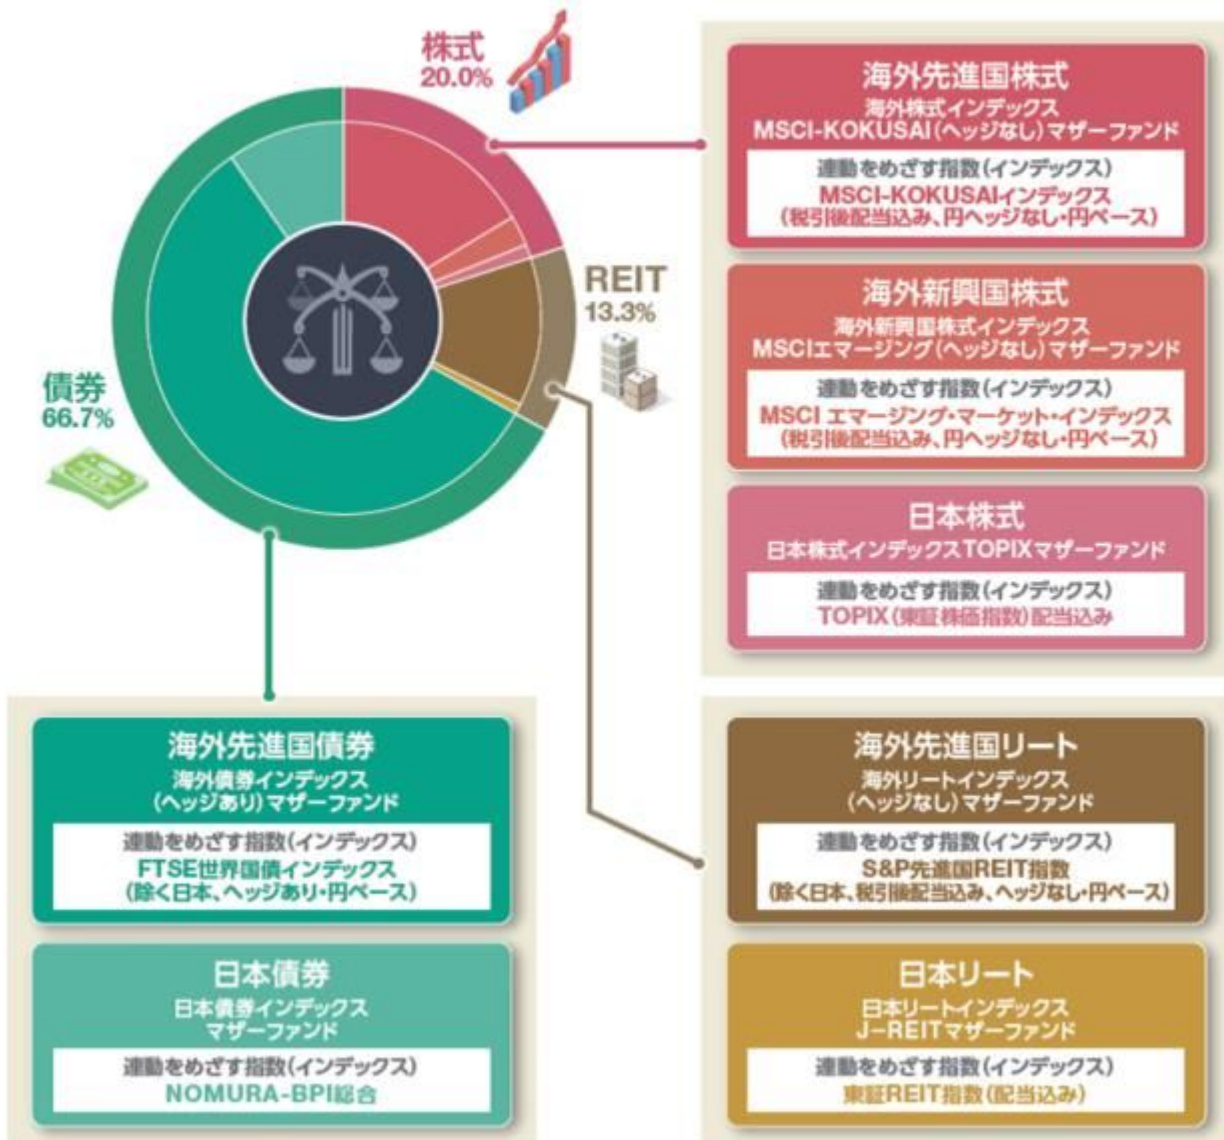 株式
20.0%
REIT
13.3%
債券
66.7%
海外先進国株式
海外株式インデックス
MSCI-KOKUSAI(ヘッジなし)マザーファンド
連動をめざす指数(インデックス)
MSCI-KOKUSAIインデックス
(税引後配当込み、円ヘッジなし・円ベース)
海外新興国株式
海外新興国株式インデックス
MSCIエマージング(ヘッジなし)マザーファンド
連動をめざす指数(インデックス)
MSCI エマージング・マーケット・インデックス
(税引後配当込み、円ヘッジなし・円ベース)
日本株式
日本株式インデックスTOPIXマザーファンド
連動をめざす指数(インデックス)
TOPIX(東証株価指数)配当込み
海外先進国債券
海外債券インデックス
(ヘッジあり)マザーファンド
連動をめざす指数(インデックス)
FTSE世界国債インデックス
(除く日本、ヘッジあり・円ベース)
日本債券
日本債券インデックス
マザーファンド
連動をめざす指数(インデックス)
NOMURA-BPI総合
海外先進国リート
海外リートインデックス
(ヘッジなし)マザーファンド
連動をめざす指数(インデックス)
S&P先進国REIT指数
(除く日本、税引後配当込み、ヘッジなし・円ベース)
日本リート
日本リートインデックス
J-REITマザーファンド
連動をめざす指数(インデックス)
東証REIT指数(配当込み)